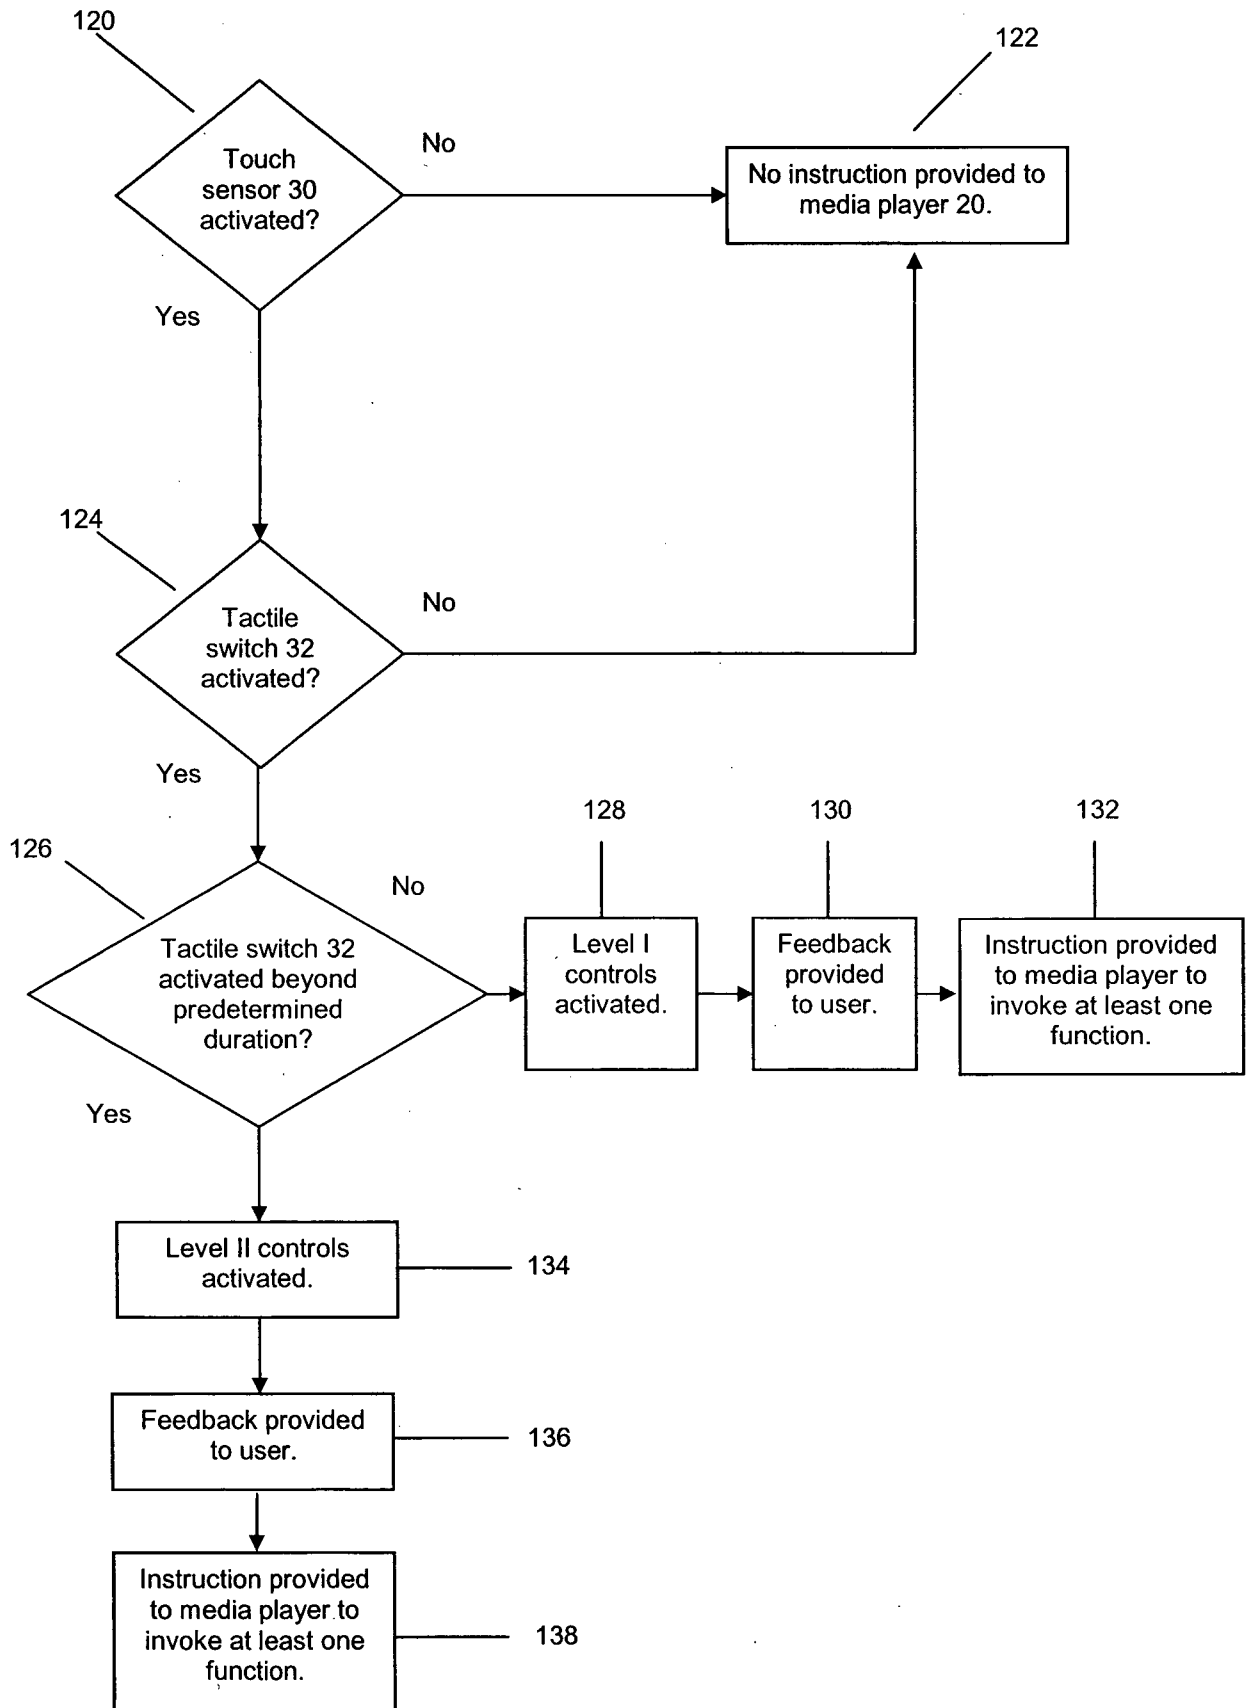 120
122
No
Touch
sensor 30
activated?
No instruction provided to
media player 20.
Yes
124
No
Tactile
switch 32
activated?
Yes
128
130
132
126
No
Tactile switch 32
activated beyond
predetermined
duration?
Level I
controls
activated.
Feedback
provided
to user.
Instruction provided
to media player to
invoke at least one
function.
Yes
Level II controls
activated.
134
Feedback provided
to user.
136
Instruction provided
to media player to
invoke at least one
function.
138